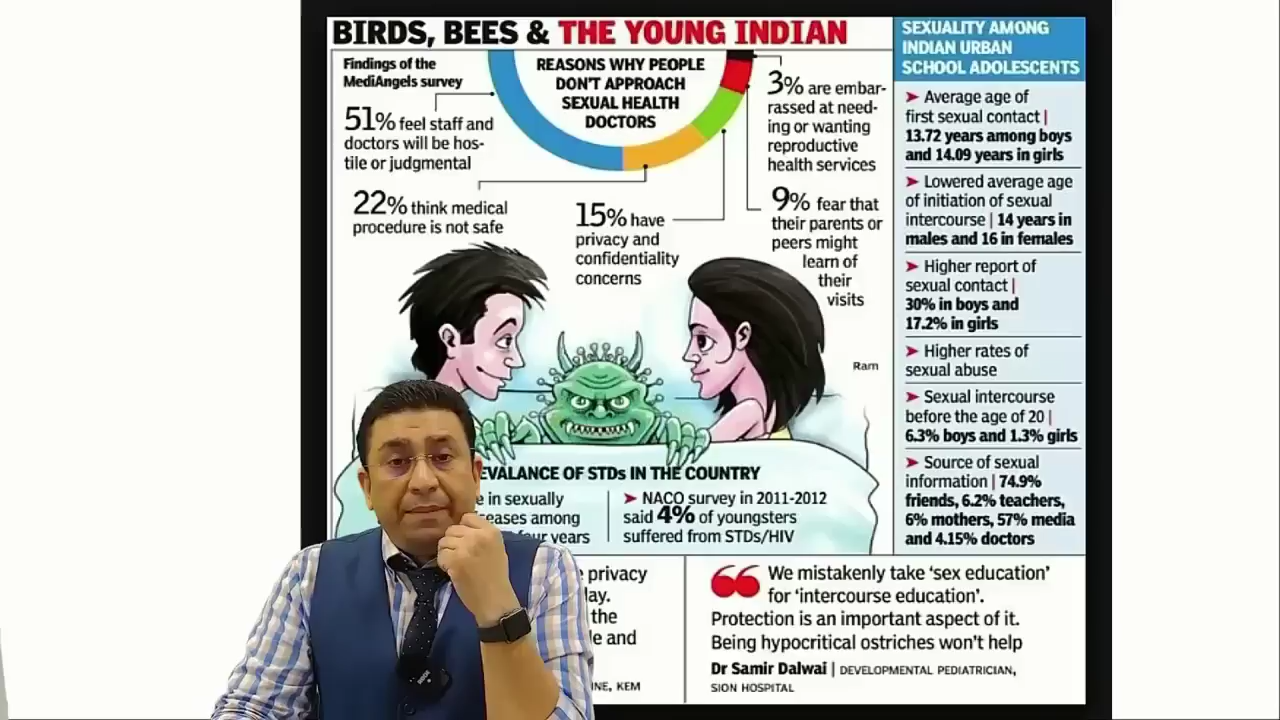 BIRDS, BEES & THE YOUNG INDIAN
Findings of the
MediAngels survey
REASONS WHY PEOPLE
DON'T APPROACH
SEXUAL HEALTH
DOCTORS
51% feel staff and
doctors will be hos-
tile or judgmental
22% think medical
procedure is not safe
15% have
privacy and
confidentiality
concerns
3% are embar-
rassed at need-
ing or wanting
reproductive
health services
9% fear that
their parents or
peers might
learn of
their
visits
Ram
EVALANCE OF STDs IN THE COUNTRY
e in sexually
eases among
four years
➤ NACO survey in 2011-2012
said 4% of youngsters
suffered from STDs/HIV
privacy
lay.
the
le and
INE, KEM
We mistakenly take ‘sex education’
for ‘intercourse education’.
Protection is an important aspect of it.
Being hypocritical ostriches won't help
Dr Samir Dalwai | DEVELOPMENTAL PEDIATRICIAN,
SION HOSPITAL
SEXUALITY AMONG
INDIAN URBAN
SCHOOL ADOLESCENTS
➤ Average age of
first sexual contact |
13.72 years among boys
and 14.09 years in girls
➤ Lowered average age
of initiation of sexual
intercourse | 14 years in
males and 16 in females
➤ Higher report of
sexual contact |
30% in boys and
17.2% in girls
➤ Higher rates of
sexual abuse
➤ Sexual intercourse
before the age of 20 |
6.3% boys and 1.3% girls
➤ Source of sexual
information | 74.9%
friends, 6.2% teachers,
6% mothers, 57% media
and 4.15% doctors